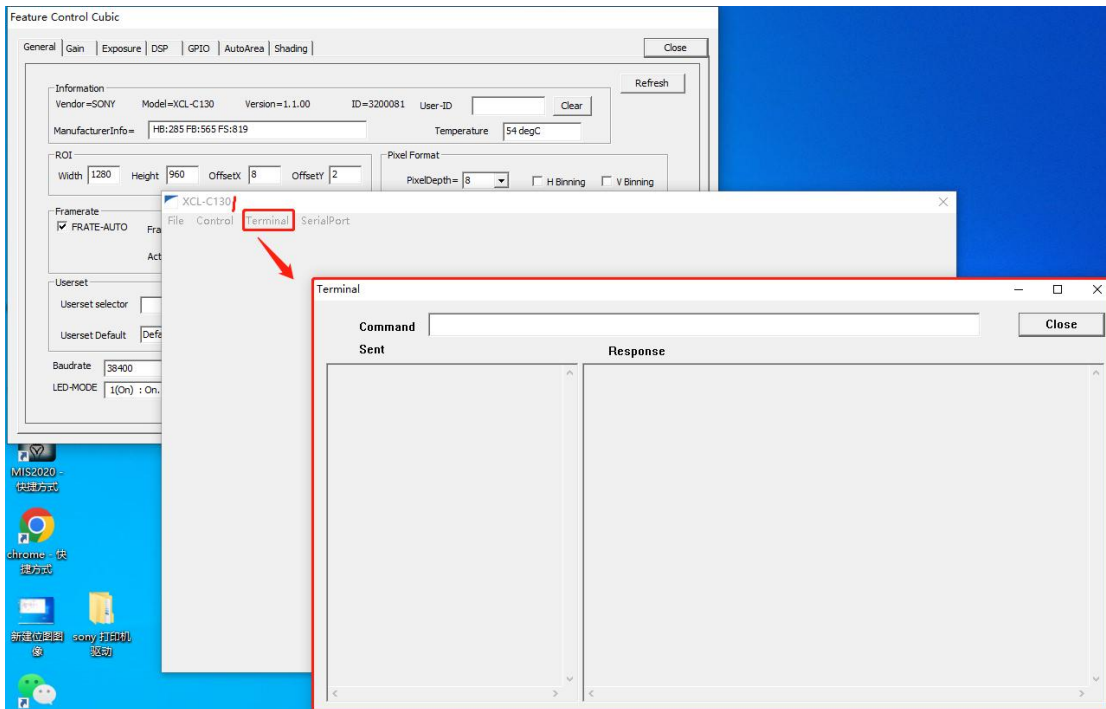 Feature Control Cubic
General Gain Exposure DSP GPIO AutoArea Shading
Close
Refresh
Information
Vendor=SONY Model=XCL-C130 Version=1.1.00 ID=3200081 User-ID Clear
ManufacturerInfo= HB:285 FB:565 FS:819 Temperature 54 degC
ROI
Width 1280 Height 960 OffsetX 8 OffsetY 2
Pixel Format
PixelDepth= 8 H Binning V Binning
Framerate
FRATE-AUTO Fra
Act
Userset
Userset selector
Userset Default Defa
Baudrate 38400
LED-MODE 1(On) : On.
XCL-C130
File Control Terminal SerialPort
Terminal
Command
Close
Sent Response
MIS2020 -
快捷方式
chrome - 快
捷方式
新建位图图
像
sony 打印机
驱动